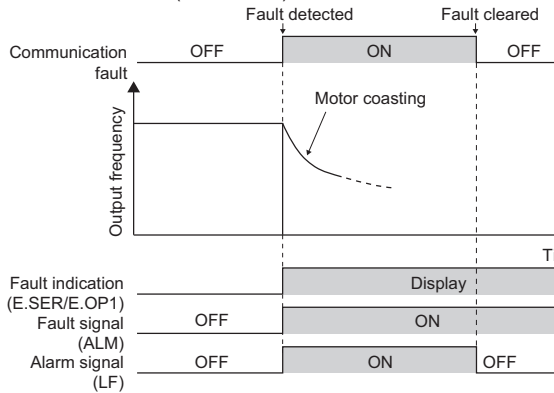 Fault detected
Fault cleared
Communication
fault
OFF
ON
OFF
Motor coasting
Output frequency
Fault indication
(E.SER/E.OP1)
Display
Fault signal
(ALM)
OFF
ON
Alarm signal
(LF)
OFF
ON
OFF